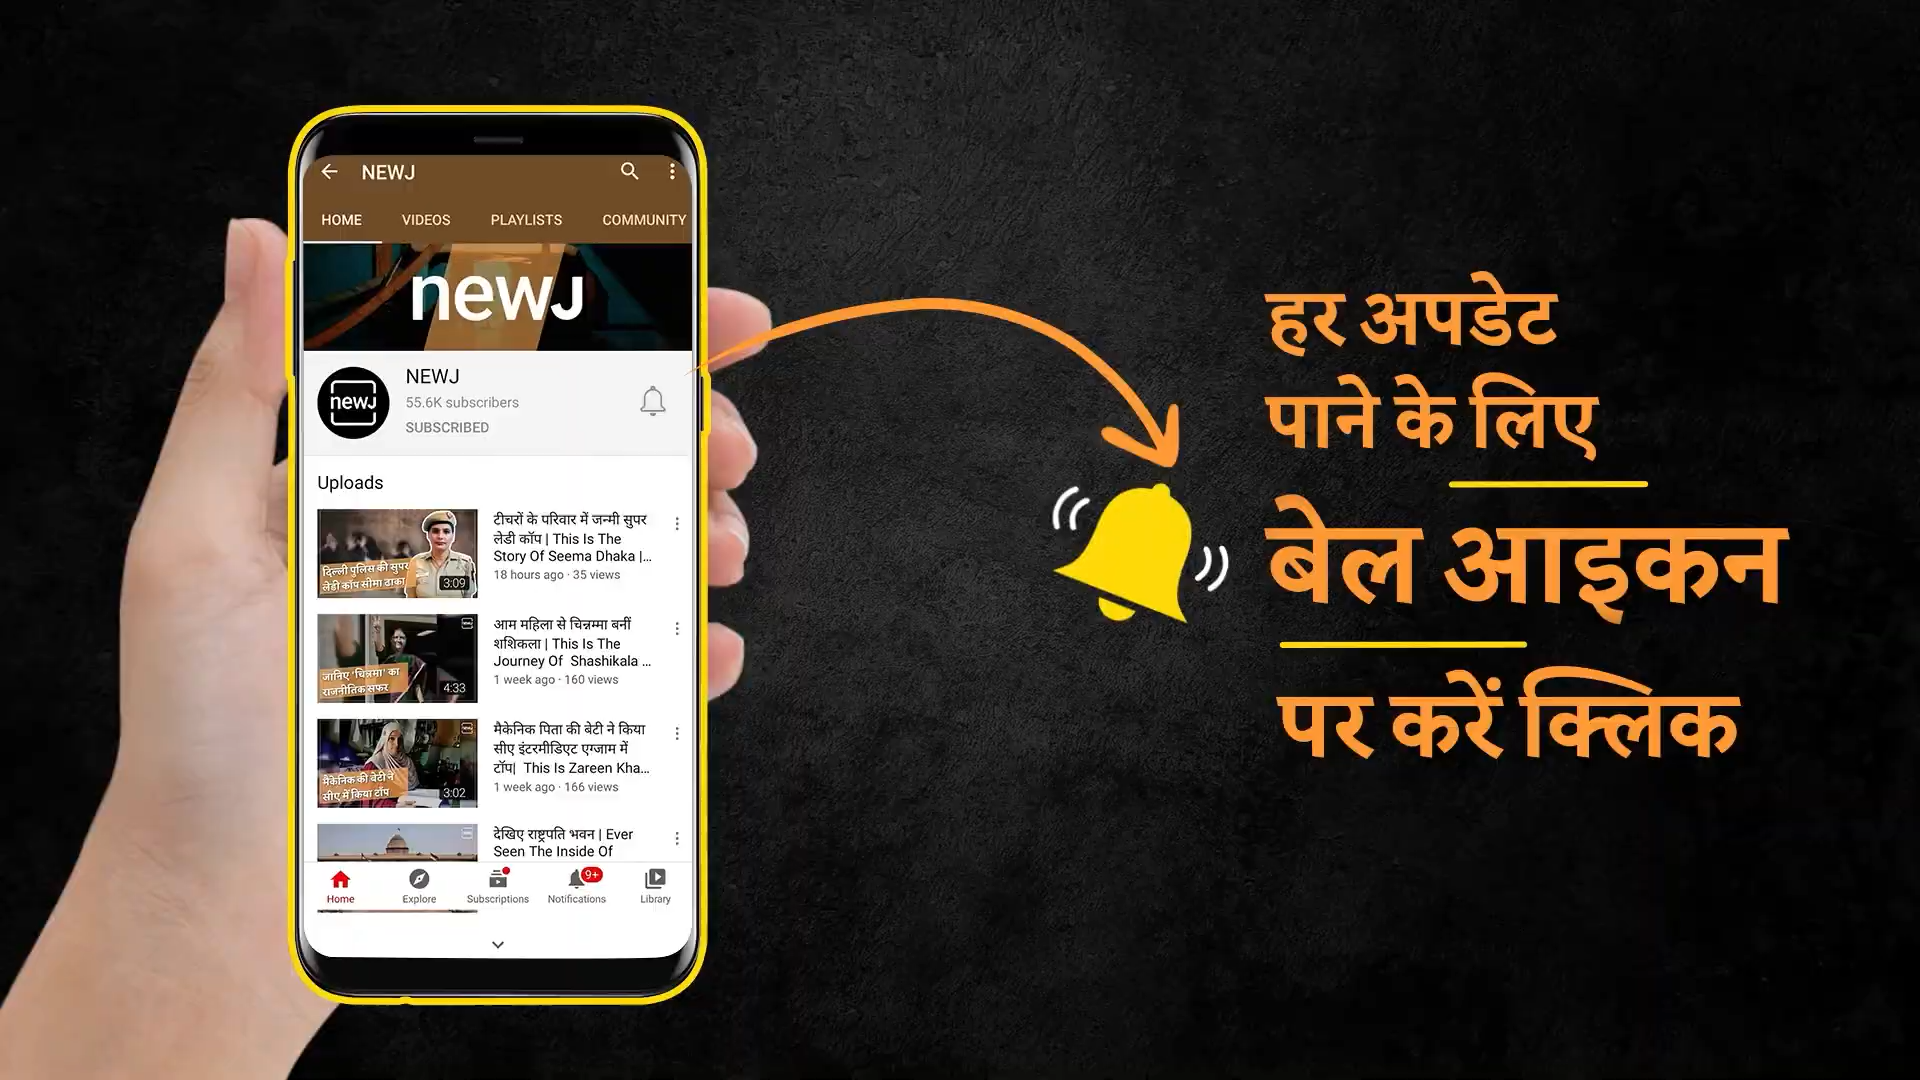 NEWJ
HOME VIDEOS PLAYLISTS COMMUNITY
newJ
newJ
NEWJ
55.6K subscribers
SUBSCRIBED
Uploads
दिल्ली पुलिस की सुपर
लेडी कॉप सीमा ढाका
3:09
टीचरों के परिवार में जन्मी सुपर
लेडी कॉप | This Is The
Story Of Seema Dhaka |...
18 hours ago · 35 views
जानिए 'चिन्नमा' का
राजनीतिक सफर
4:33
आम महिला से चिन्नम्मा बनीं
शशिकला | This Is The
Journey Of Shashikala ...
1 week ago · 160 views
मैकेनिक की बेटी ने
सीए में किया टॉप
3:02
मैकेनिक पिता की बेटी ने किया
सीए इंटरमीडिएट एग्जाम में
टॉप| This Is Zareen Kha...
1 week ago · 166 views
देखिए राष्ट्रपति भवन | Ever
Seen The Inside Of
9+
Home Explore Subscriptions Notifications Library
हर अपडेट
पाने के लिए
बेल आइकन
पर करें क्लिक